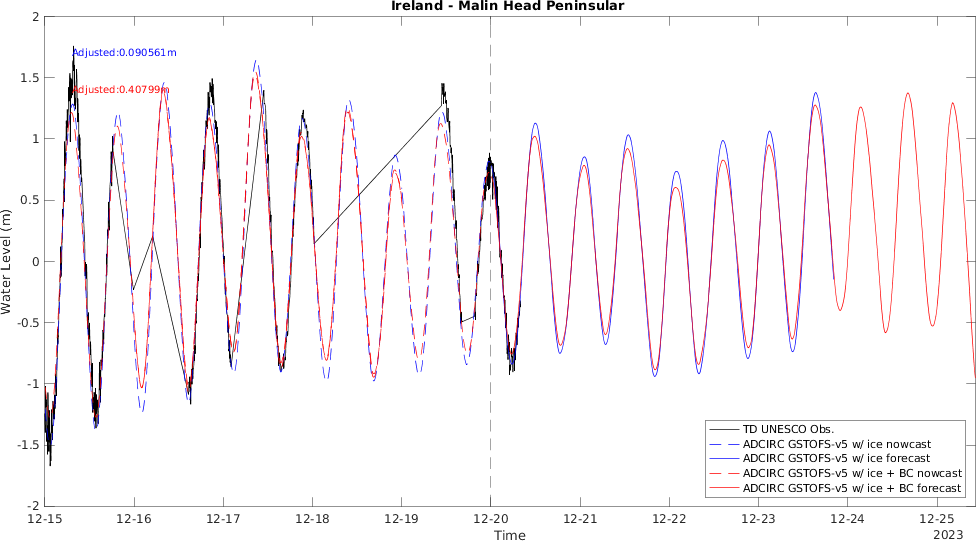 Ireland - Malin Head Peninsular
2
Adjusted:0.090561m
1.5
Adjusted:0.40799m
1
0.5
0
-0.5
-1
-1.5
-2
Water Level (m)
TD UNESCO Obs.
ADCIRC GSTOFS-v5 w/ ice nowcast
ADCIRC GSTOFS-v5 w/ ice forecast
ADCIRC GSTOFS-v5 w/ ice + BC nowcast
ADCIRC GSTOFS-v5 w/ ice + BC forecast
12-15 12-16 12-17 12-18 12-19 12-20 12-21 12-22 12-23 12-24 12-25
Time 2023